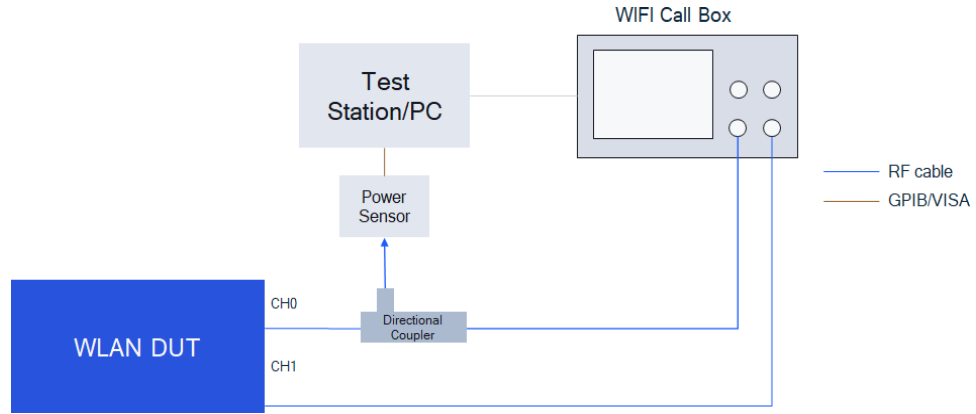 WIFI Call Box
Test
Station/PC
RF cable
GPIB/VISA
Power
Sensor
CH0
Directional
Coupler
WLAN DUT
CH1